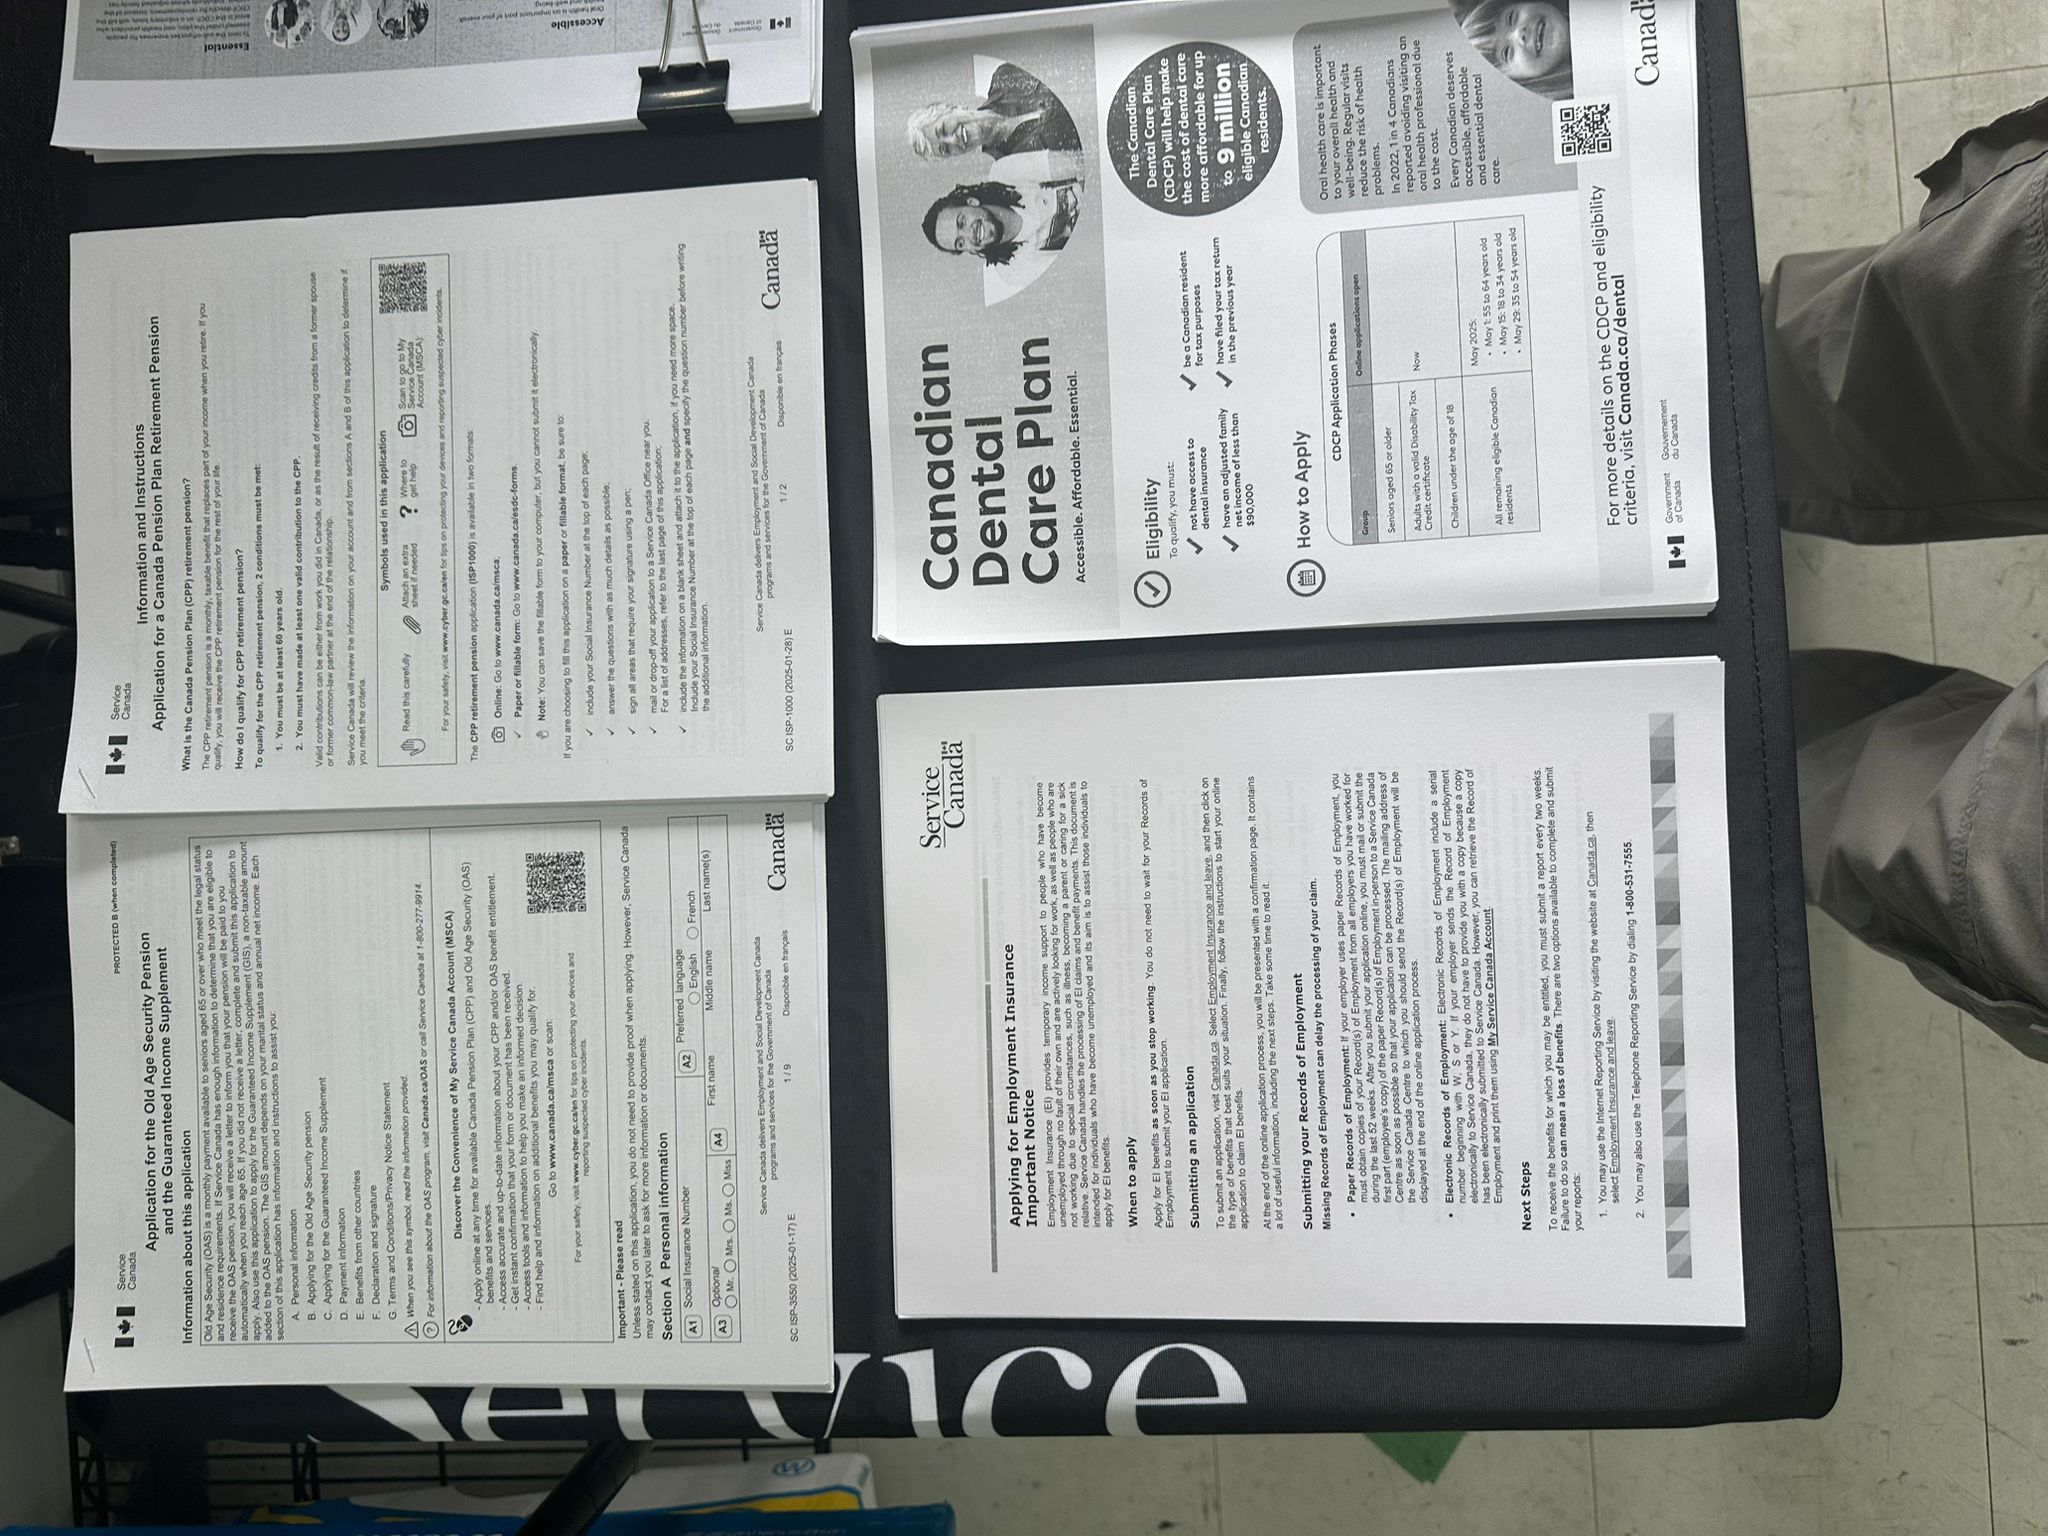 Service
Canada
PROTECTED B (when completed)
Application for the Old Age Security Pension
and the Guaranteed Income Supplement
Information about this application
Old Age Security (OAS) is a monthly payment available to seniors aged 65 or over who meet the legal status
and residence requirements. If Service Canada has enough information to determine that you are eligible to
receive the OAS pension, you will receive a letter to inform you that your pension will be paid to you
automatically when you reach age 65. If you did not receive a letter, complete and submit this application to
apply. Also use this application to apply for the Guaranteed Income Supplement (GIS), a non-taxable amount
added to the OAS pension. The GIS amount depends on your marital status and annual net income. Each
section of this application has information and instructions to assist you:
A. Personal information
B. Applying for the Old Age Security pension
C. Applying for the Guaranteed Income Supplement
D. Payment information
E. Benefits from other countries
F. Declaration and signature
G. Terms and Conditions/Privacy Notice Statement
When you see this symbol, read the information provided.
? For information about the OAS program, visit Canada.ca/OAS or call Service Canada at 1-800-277-9914.
Discover the Convenience of My Service Canada Account (MSCA)
- Apply online at any time for available Canada Pension Plan (CPP) and Old Age Security (OAS)
benefits and services.
- Access accurate and up-to-date information about your CPP and/or OAS benefit entitlement.
- Get instant confirmation that your form or document has been received.
- Access tools and information to help you make an informed decision.
- Find help and information on additional benefits you may qualify for.
Go to www.canada.ca/msca or scan:
For your safety, visit www.cyber.gc.ca/en for tips on protecting your devices and
reporting suspected cyber incidents.
Important - Please read
Unless stated on this application, you do not need to provide proof when applying. However, Service Canada
may contact you later to ask for more information or documents.
Section A Personal information
A1 Social Insurance Number
A2 Preferred language
English French
A3 Optional
Mr. Mrs. Ms. Miss
A4 First name Middle name Last name(s)
Service Canada delivers Employment and Social Development Canada
programs and services for the Government of Canada
SC ISP-3550 (2025-01-17) E
1 / 9
Disponible en français
Canada
Service
Canada
Information and Instructions
Application for a Canada Pension Plan Retirement Pension
What is the Canada Pension Plan (CPP) retirement pension?
The CPP retirement pension is a monthly, taxable benefit that replaces part of your income when you retire. If you
qualify, you will receive the CPP retirement pension for the rest of your life.
How do I qualify for CPP retirement pension?
To qualify for the CPP retirement pension, 2 conditions must be met:
1. You must be at least 60 years old.
2. You must have made at least one valid contribution to the CPP.
Valid contributions can be either from work you did in Canada, or as the result of receiving credits from a former spouse
or former common-law partner at the end of the relationship.
Service Canada will review the information on your account and from sections A and B of this application to determine if
you meet the criteria.
Symbols used in this application
Read this carefully
Attach an extra
sheet if needed
? Where to
get help
Scan to go to My
Service Canada
Account (MSCA):
For your safety, visit www.cyber.gc.ca/en for tips on protecting your devices and reporting suspected cyber incidents.
The CPP retirement pension application (ISP1000) is available in two formats:
Online: Go to www.canada.ca/msca.
✓ Paper or fillable form: Go to www.canada.ca/esdc-forms.
Note: You can save the fillable form to your computer, but you cannot submit it electronically.
If you are choosing to fill this application on a paper or fillable format, be sure to:
✓ include your Social Insurance Number at the top of each page;
✓ answer the questions with as much details as possible;
✓ sign all areas that require your signature using a pen;
✓ mail or drop-off your application to a Service Canada Office near you.
For a list of addresses, refer to the last page of this application;
✓ include the information on a blank sheet and attach it to the application, if you need more space.
Include your Social Insurance Number at the top of each page and specify the question number before writing
the additional information.
Service Canada delivers Employment and Social Development Canada
programs and services for the Government of Canada
SC ISP-1000 (2025-01-28) E
1 / 2
Disponible en français
Canada
Accessible
Oral health is an important part of your overall
health and well-being.
Essential
Government
of Canada
Gouvernement
du Canada
Service
Canada
Applying for Employment Insurance
Important Notice
Employment Insurance (EI) provides temporary income support to people who have become
unemployed through no fault of their own and are actively looking for work, as well as people who are
not working due to special circumstances, such as illness, becoming a parent or caring for a sick
relative. Service Canada handles the processing of EI claims and benefit payments. This document is
intended for individuals who have become unemployed and its aim is to assist those individuals to
apply for EI benefits.
When to apply
Apply for EI benefits as soon as you stop working. You do not need to wait for your Records of
Employment to submit your EI application.
Submitting an application
To submit an application, visit Canada.ca. Select Employment Insurance and leave, and then click on
the type of benefits that best suits your situation. Finally, follow the instructions to start your online
application to claim EI benefits.
At the end of the online application process, you will be presented with a confirmation page. It contains
a lot of useful information, including the next steps. Take some time to read it.
Submitting your Records of Employment
Missing Records of Employment can delay the processing of your claim.
• Paper Records of Employment: If your employer uses paper Records of Employment, you
must obtain copies of your Record(s) of Employment from all employers you have worked for
during the last 52 weeks. After you submit your application online, you must mail or submit the
first part (employee's copy) of the paper Record(s) of Employment in-person to a Service Canada
Centre as soon as possible so that your application can be processed. The mailing address of
the Service Canada Centre to which you should send the Record(s) of Employment will be
displayed at the end of the online application process.
• Electronic Records of Employment: Electronic Records of Employment include a serial
number beginning with W, S or Y. If your employer sends the Record of Employment
electronically to Service Canada, they do not have to provide you with a copy because a copy
has been electronically submitted to Service Canada. However, you can retrieve the Record of
Employment and print them using My Service Canada Account.
Next Steps
To receive the benefits for which you may be entitled, you must submit a report every two weeks.
Failure to do so can mean a loss of benefits. There are two options available to complete and submit
your reports:
1. You may use the Internet Reporting Service by visiting the website at Canada.ca, then
select Employment Insurance and leave.
2. You may also use the Telephone Reporting Service by dialing 1-800-531-7555.
Canadian
Dental
Care Plan
Accessible. Affordable. Essential.
Eligibility
To qualify, you must:
✓ not have access to
dental insurance
✓ have an adjusted family
net income of less than
$90,000
✓ be a Canadian resident
for tax purposes
✓ have filed your tax return
in the previous year
The Canadian
Dental Care Plan
(CDCP) will help make
the cost of dental care
more affordable for up
to 9 million
eligible Canadian
residents.
How to Apply
CDCP Application Phases
Group Online applications open
Seniors aged 65 or older
Adults with a valid Disability Tax
Credit certificate
Now
Children under the age of 18
All remaining eligible Canadian
residents
May 2025:
• May 1: 55 to 64 years old
• May 15: 18 to 34 years old
• May 29: 35 to 54 years old
Oral health care is important
to your overall health and
well-being. Regular visits
reduce the risk of health
problems.
In 2022, 1 in 4 Canadians
reported avoiding visiting an
oral health professional due
to the cost.
Every Canadian deserves
accessible, affordable
and essential dental
care.
For more details on the CDCP and eligibility
criteria, visit Canada.ca/dental
Government
of Canada
Gouvernement
du Canada
Canada
Service